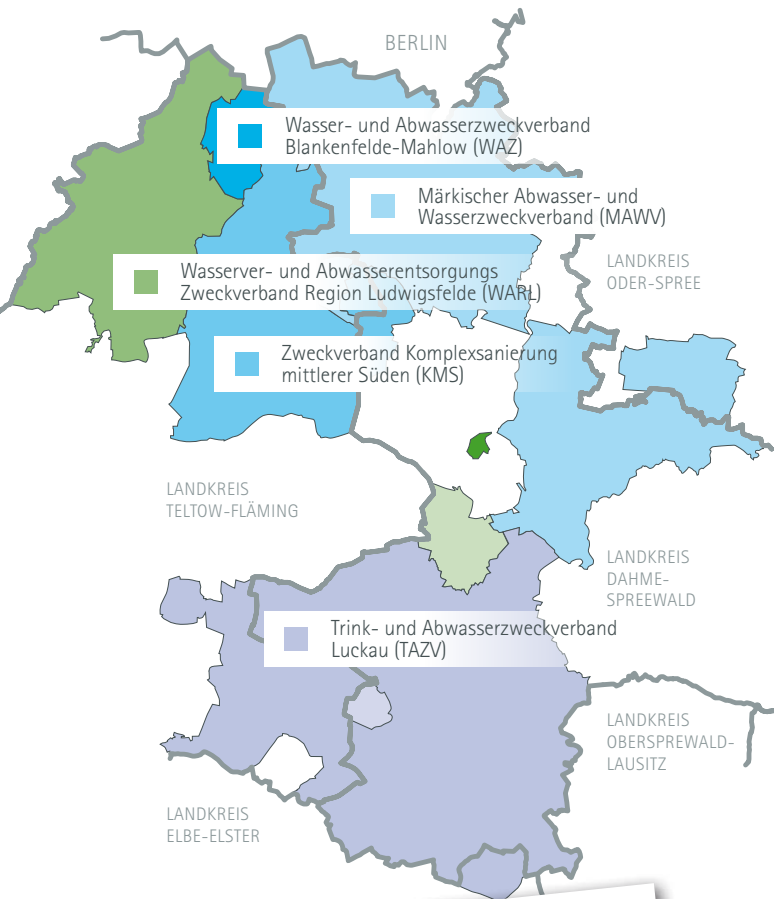 BERLIN
Wasser- und Abwasserzweckverband
Blankenfelde-Mahlow (WAZ)
Märkischer Abwasser- und
Wasserzweckverband (MAWV)
LANDKREIS
ODER-SPREE
Wasserver- und Abwasserentsorgungs
Zweckverband Region Ludwigsfelde (WARL)
Zweckverband Komplexsanierung
mittlerer Süden (KMS)
LANDKREIS
TELTOW-FLÄMING
LANDKREIS
DAHME-
SPREEWALD
Trink- und Abwasserzweckverband
Luckau (TAZV)
LANDKREIS
OBERSPREWALD-
LAUSITZ
LANDKREIS
ELBE-ELSTER